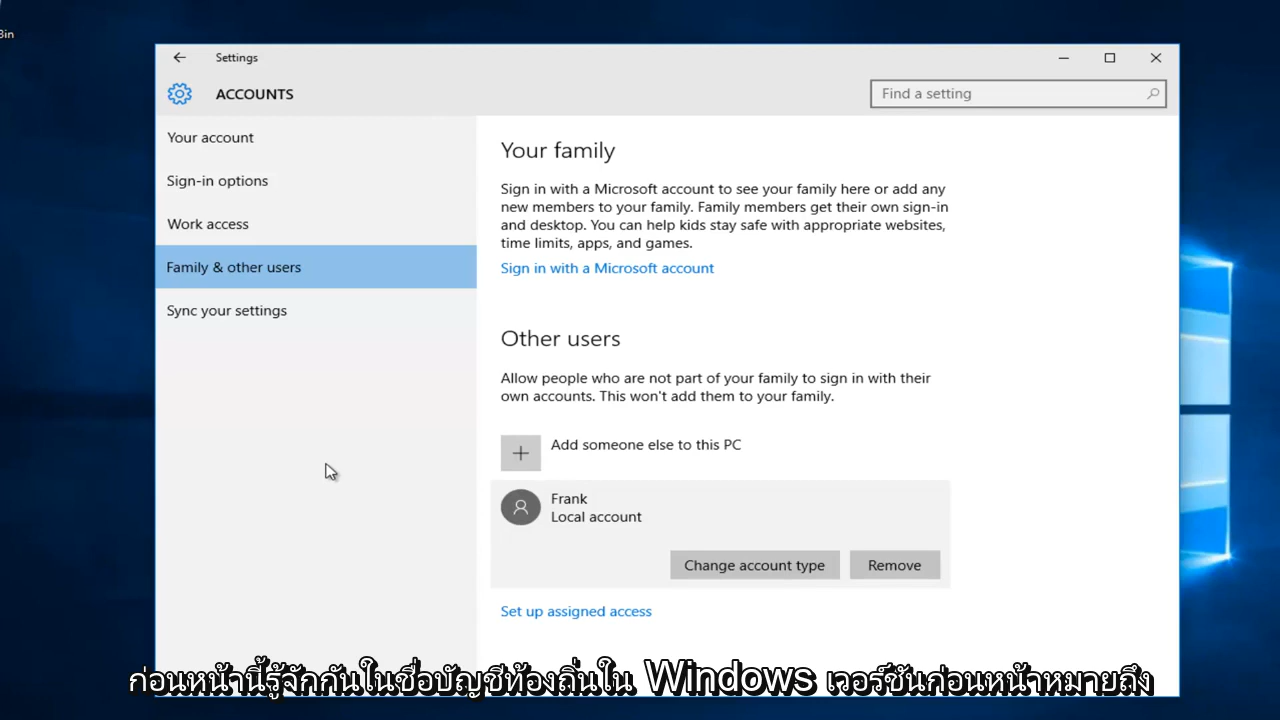 Bin
Settings
ACCOUNTS
Find a setting
Your account
Sign-in options
Work access
Family & other users
Sync your settings
Your family
Sign in with a Microsoft account to see your family here or add any
new members to your family. Family members get their own sign-in
and desktop. You can help kids stay safe with appropriate websites,
time limits, apps, and games.
Sign in with a Microsoft account
Other users
Allow people who are not part of your family to sign in with their
own accounts. This won't add them to your family.
Add someone else to this PC
Frank
Local account
Change account type
Remove
Set up assigned access
ก่อนหน้านี้รู้จักกันในชื่อบัญชีท้องถิ่นใน Windows เวอร์ชันก่อนหน้าหมายถึง